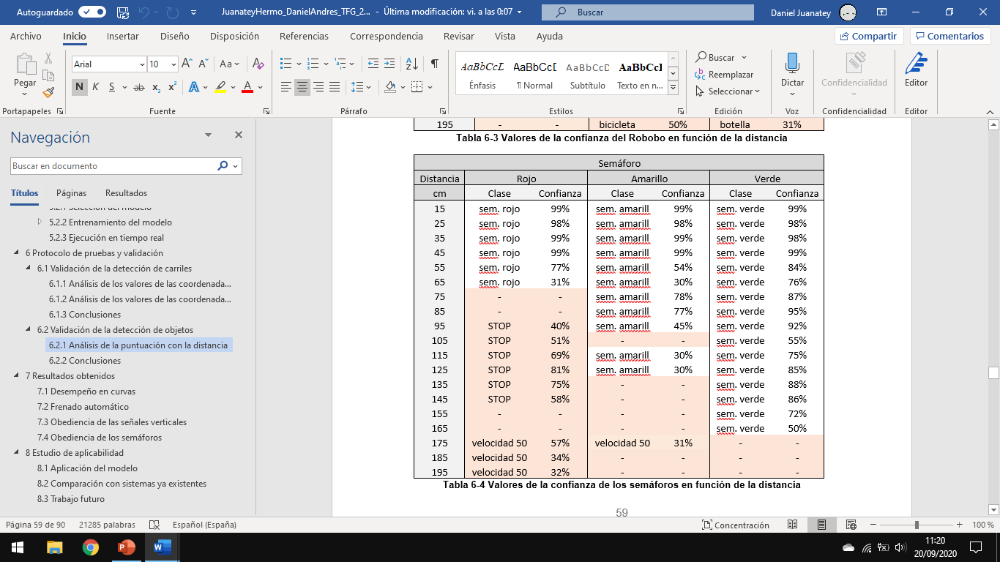 Autoguardado JuanateyHermo_DanielAndres_TFG_2... - Última modificación: vi. a las 0:07 Buscar Daniel Juanatey
Archivo Inicio Insertar Diseño Disposición Referencias Correspondencia Revisar Vista Ayuda Compartir Comentarios
Pegar
Portapapeles
Arial 10
N K S ab x₂ x²
Fuente
Párrafo
AaBbCcD AaBbCcD AaBbCcD AaBbCcI
Énfasis ¶ Normal Subtítulo Texto en n...
Estilos
Buscar
Reemplazar
Seleccionar
Edición
Dictar
Voz
Confidencialidad
Confidencialidad
Editor
Editor
Navegación
Buscar en documento
Títulos Páginas Resultados
5.2.1 Selección del modelo
5.2.2 Entrenamiento del modelo
5.2.3 Ejecución en tiempo real
6 Protocolo de pruebas y validación
6.1 Validación de la detección de carriles
6.1.1 Análisis de los valores de las coordenada...
6.1.2 Análisis de los valores de las coordenada...
6.1.3 Conclusiones
6.2 Validación de la detección de objetos
6.2.1 Análisis de la puntuación con la distancia
6.2.2 Conclusiones
7 Resultados obtenidos
7.1 Desempeño en curvas
7.2 Frenado automático
7.3 Obediencia de las señales verticales
7.4 Obediencia de los semáforos
8 Estudio de aplicabilidad
8.1 Aplicación del modelo
8.2 Comparación con sistemas ya existentes
8.3 Trabajo futuro
195 - - bicicleta 50% botella 31%
Tabla 6-3 Valores de la confianza del Robobo en función de la distancia
Semáforo
Distancia Rojo Amarillo Verde
cm Clase Confianza Clase Confianza Clase Confianza
15 sem. rojo 99% sem. amarill 99% sem. verde 99%
25 sem. rojo 98% sem. amarill 98% sem. verde 98%
35 sem. rojo 99% sem. amarill 99% sem. verde 98%
45 sem. rojo 99% sem. amarill 99% sem. verde 99%
55 sem. rojo 77% sem. amarill 54% sem. verde 84%
65 sem. rojo 31% sem. amarill 30% sem. verde 76%
75 - - sem. amarill 78% sem. verde 87%
85 - - sem. amarill 77% sem. verde 95%
95 STOP 40% sem. amarill 45% sem. verde 92%
105 STOP 51% - - sem. verde 55%
115 STOP 69% sem. amarill 30% sem. verde 75%
125 STOP 81% sem. amarill 30% sem. verde 85%
135 STOP 75% - - sem. verde 88%
145 STOP 58% - - sem. verde 86%
155 - - - - sem. verde 72%
165 - - - - sem. verde 50%
175 velocidad 50 57% velocidad 50 31% - -
185 velocidad 50 34% - - - -
195 velocidad 50 32% - - - -
Tabla 6-4 Valores de la confianza de los semáforos en función de la distancia
59
Página 59 de 90 21285 palabras Español (España) Concentración 100 %
11:20
20/09/2020